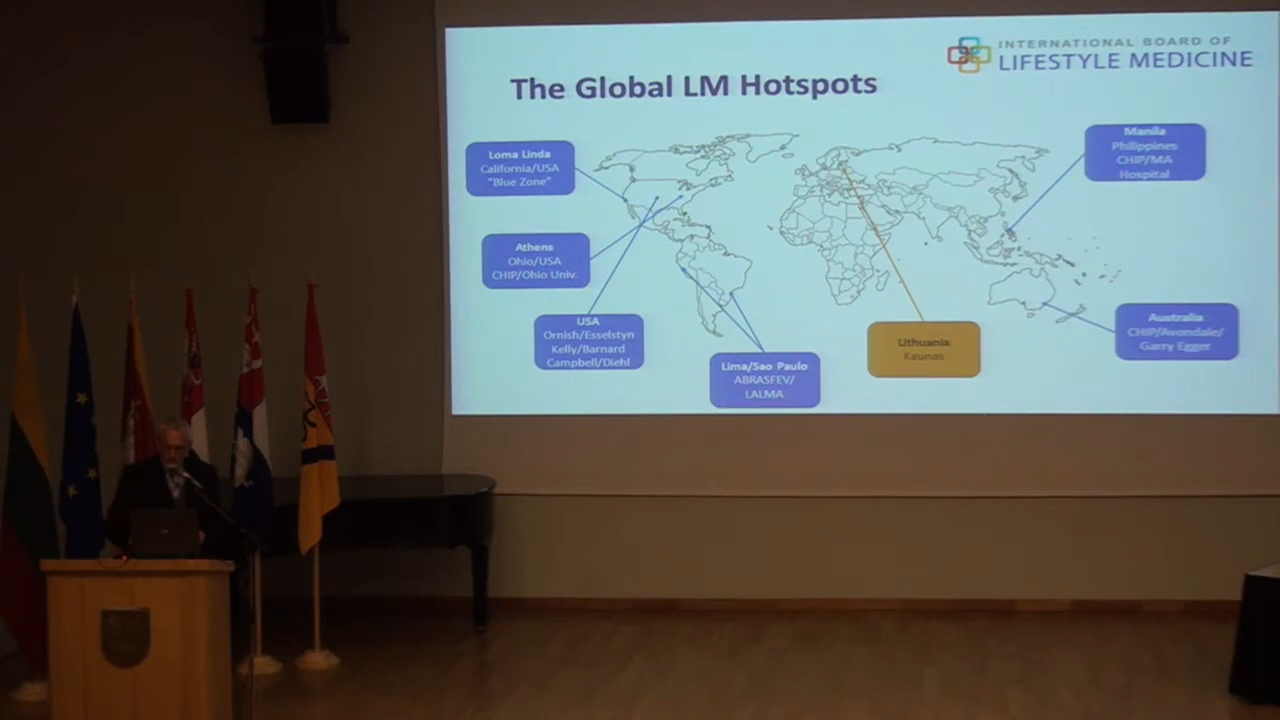 INTERNATIONAL BOARD OF
LIFESTYLE MEDICINE
The Global LM Hotspots
Loma Linda
California/USA
"Blue Zone"
Athens
Ohio/USA
CHIP/Ohio Univ.
USA
Ornish/Esselstyn
Kelly/Barnard
Campbell/Diehl
Lima/Sao Paulo
ABRASFEV/
LALMA
Lithuania
Kaunas
Manila
Philippines
CHIP/MA
Hospital
Australia
CHIP/Avondale/
Garry Egger